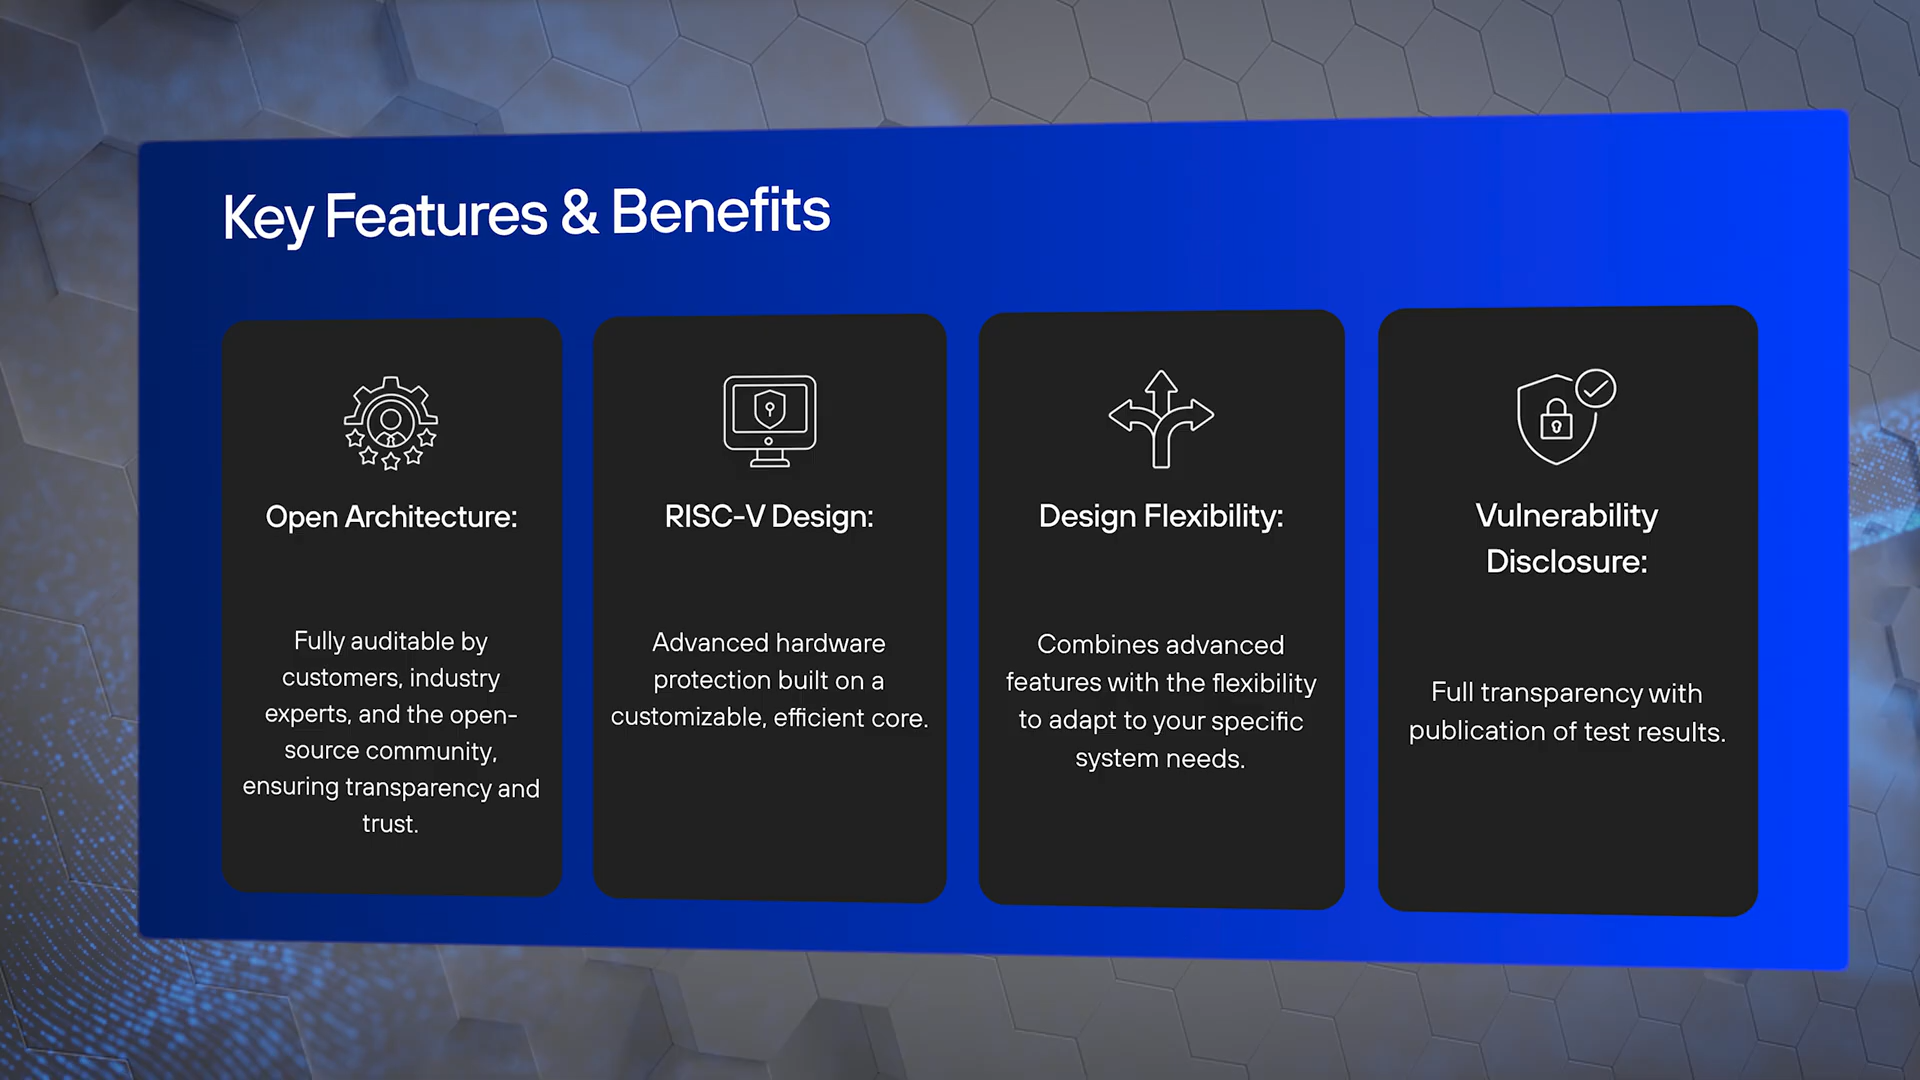 Key Features & Benefits
Open Architecture:
Fully auditable by
customers, industry
experts, and the open-
source community,
ensuring transparency and
trust.
RISC-V Design:
Advanced hardware
protection built on a
customizable, efficient core.
Design Flexibility:
Combines advanced
features with the flexibility
to adapt to your specific
system needs.
Vulnerability
Disclosure:
Full transparency with
publication of test results.